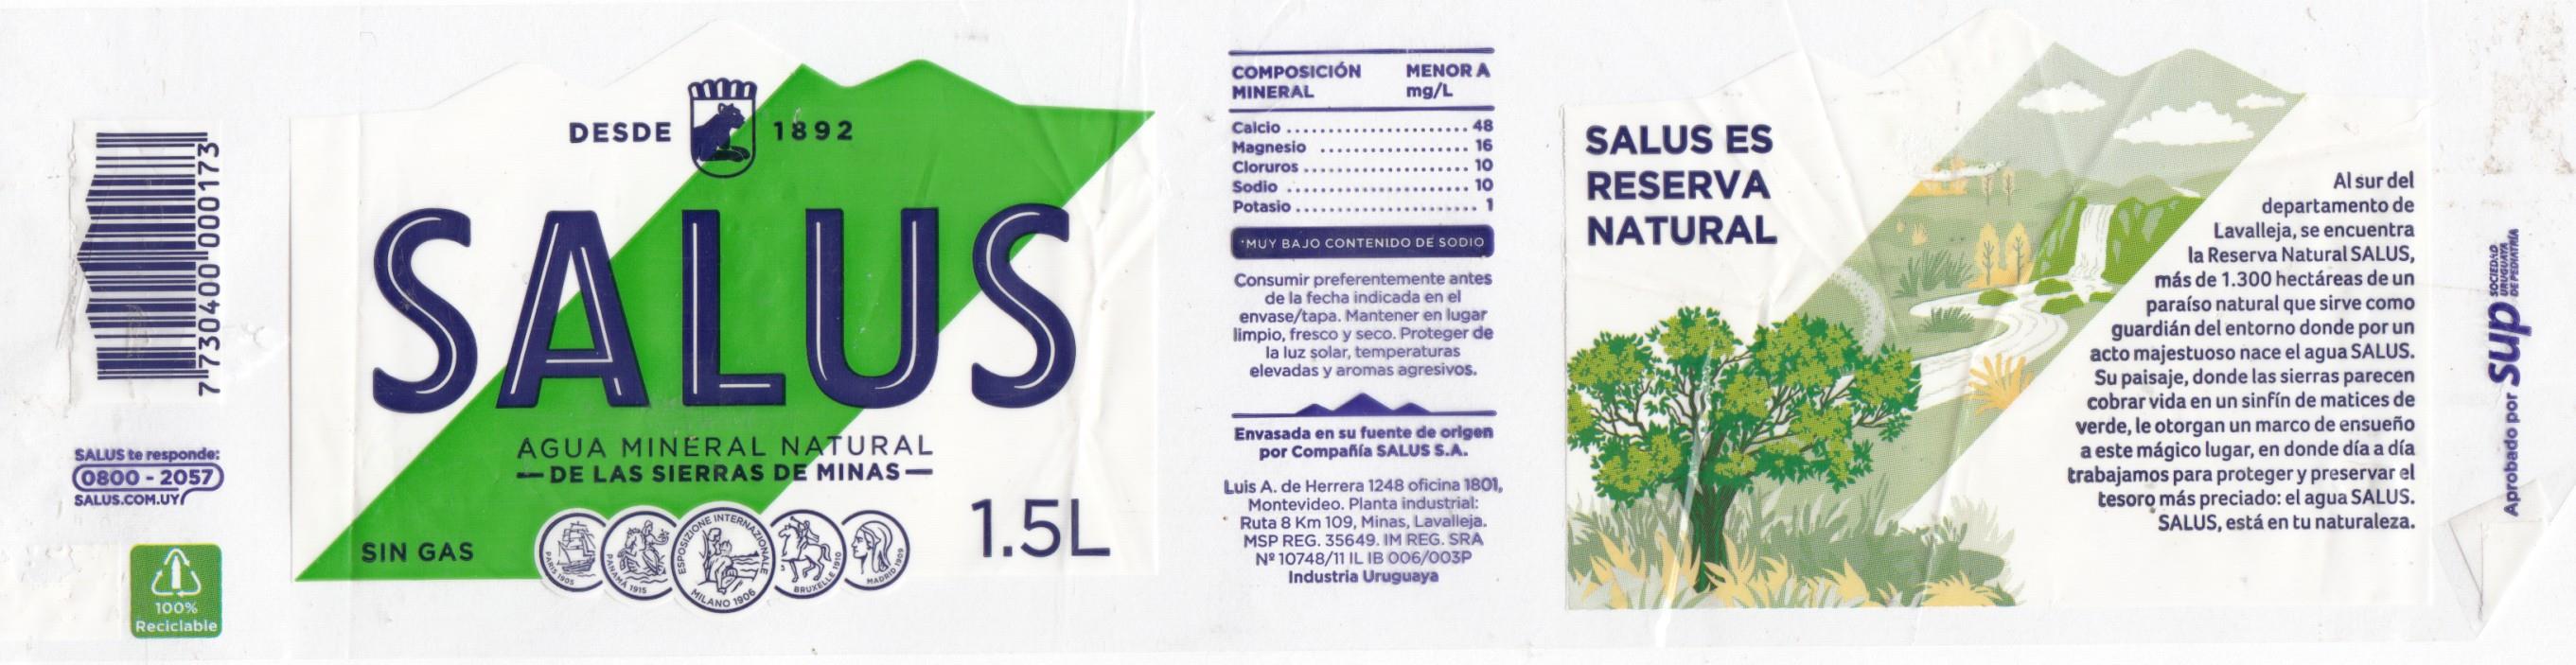 7 730400 000173
SALUS te responde:
0800 - 2057
SALUS.COM.UY
100%
Reciclable
DESDE 1892
SALUS
AGUA MINERAL NATURAL
DE LAS SIERRAS DE MINAS
SIN GAS
PARIS 1905
PANAMÁ 1915
ESPOSIZIONE INTERNAZIONALE
MILANO 1906
BRUXELLE 1910
MADRID 1909
1.5L
COMPOSICIÓN MENOR A
MINERAL mg/L
Calcio ........................ 48
Magnesio .................... 16
Cloruros ...................... 10
Sodio ......................... 10
Potasio ........................ 1
*MUY BAJO CONTENIDO DE SODIO
Consumir preferentemente antes
de la fecha indicada en el
envase/tapa. Mantener en lugar
limpio, fresco y seco. Proteger de
la luz solar, temperaturas
elevadas y aromas agresivos.
Envasada en su fuente de origen
por Compañía SALUS S.A.
Luis A. de Herrera 1248 oficina 1801,
Montevideo. Planta industrial:
Ruta 8 Km 109, Minas, Lavalleja.
MSP REG. 35649. IM REG. SRA
Nº 10748/11 IL IB 006/003P
Industria Uruguaya
SALUS ES
RESERVA
NATURAL
Al sur del
departamento de
Lavalleja, se encuentra
la Reserva Natural SALUS,
más de 1.300 hectáreas de un
paraíso natural que sirve como
guardián del entorno donde por un
acto majestuoso nace el agua SALUS.
Su paisaje, donde las sierras parecen
cobrar vida en un sinfín de matices de
verde, le otorgan un marco de ensueño
a este mágico lugar, en donde día a día
trabajamos para proteger y preservar el
tesoro más preciado: el agua SALUS.
SALUS, está en tu naturaleza.
Aprobado por sup
SOCIEDAD
URUGUAYA
DE PEDIATRÍA